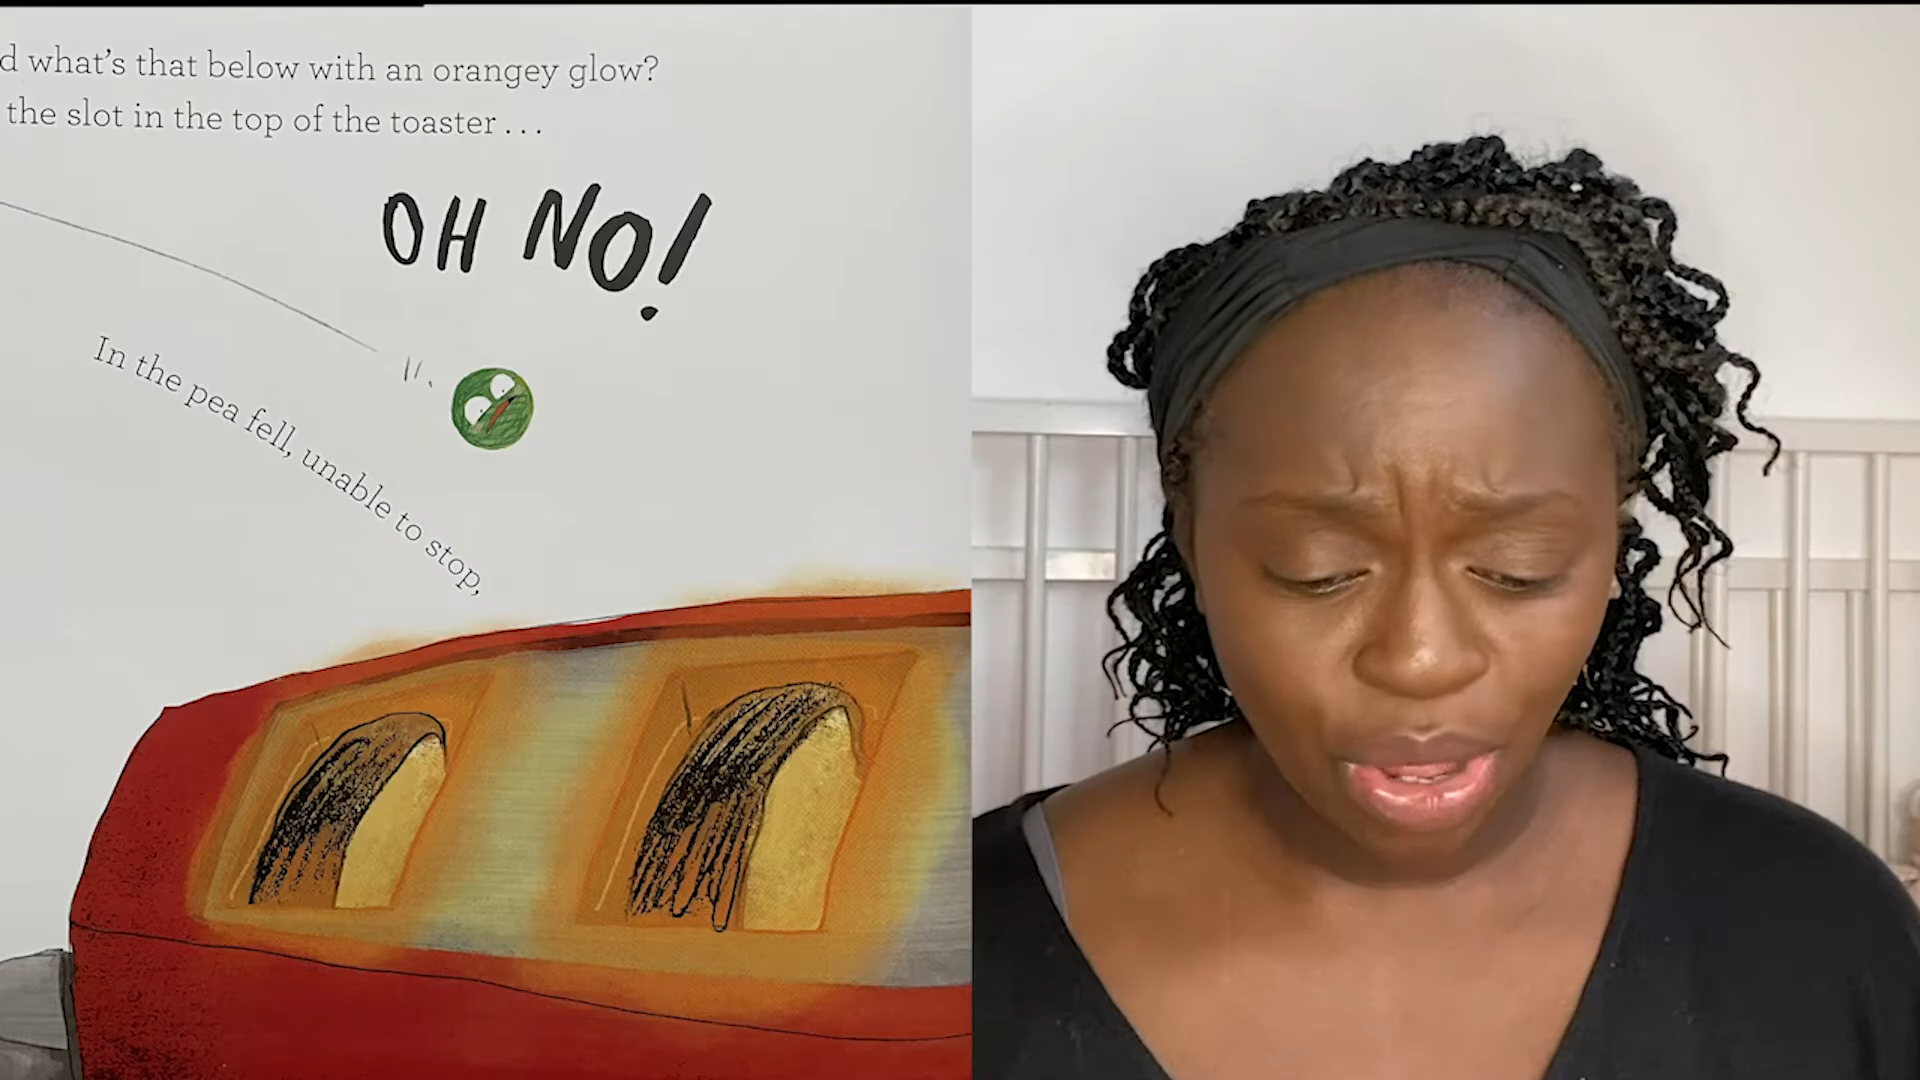 d what's that below with an orangey glow?
the slot in the top of the toaster...
OH NO!
In the pea fell, unable to stop,